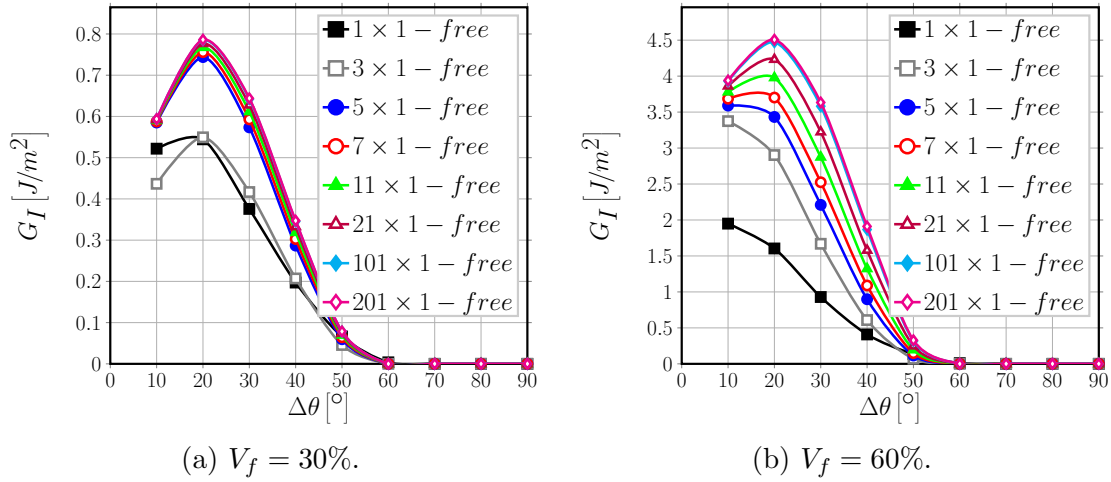 0.8
0.7
0.6
0.5
0.4
0.3
0.2
0.1
0
G_I [J/m^2]
0 10 20 30 40 50 60 70 80 90
Δθ [°]
1 × 1 − free
3 × 1 − free
5 × 1 − free
7 × 1 − free
11 × 1 − free
21 × 1 − free
101 × 1 − free
201 × 1 − free
(a) V_f = 30%.
4.5
4
3.5
3
2.5
2
1.5
1
0.5
0
G_I [J/m^2]
0 10 20 30 40 50 60 70 80 90
Δθ [°]
1 × 1 − free
3 × 1 − free
5 × 1 − free
7 × 1 − free
11 × 1 − free
21 × 1 − free
101 × 1 − free
201 × 1 − free
(b) V_f = 60%.